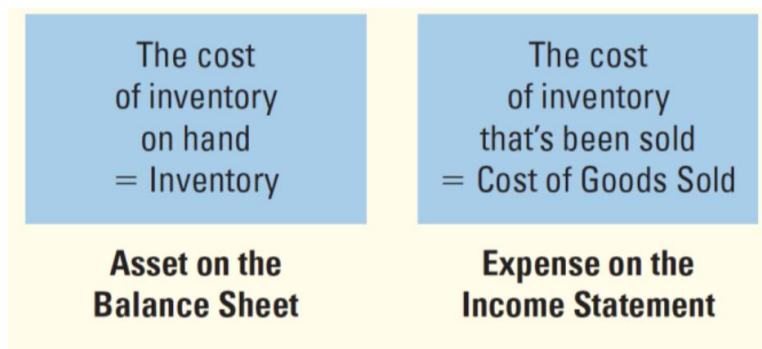 The cost
of inventory
on hand
= Inventory
Asset on the
Balance Sheet
The cost
of inventory
that's been sold
= Cost of Goods Sold
Expense on the
Income Statement